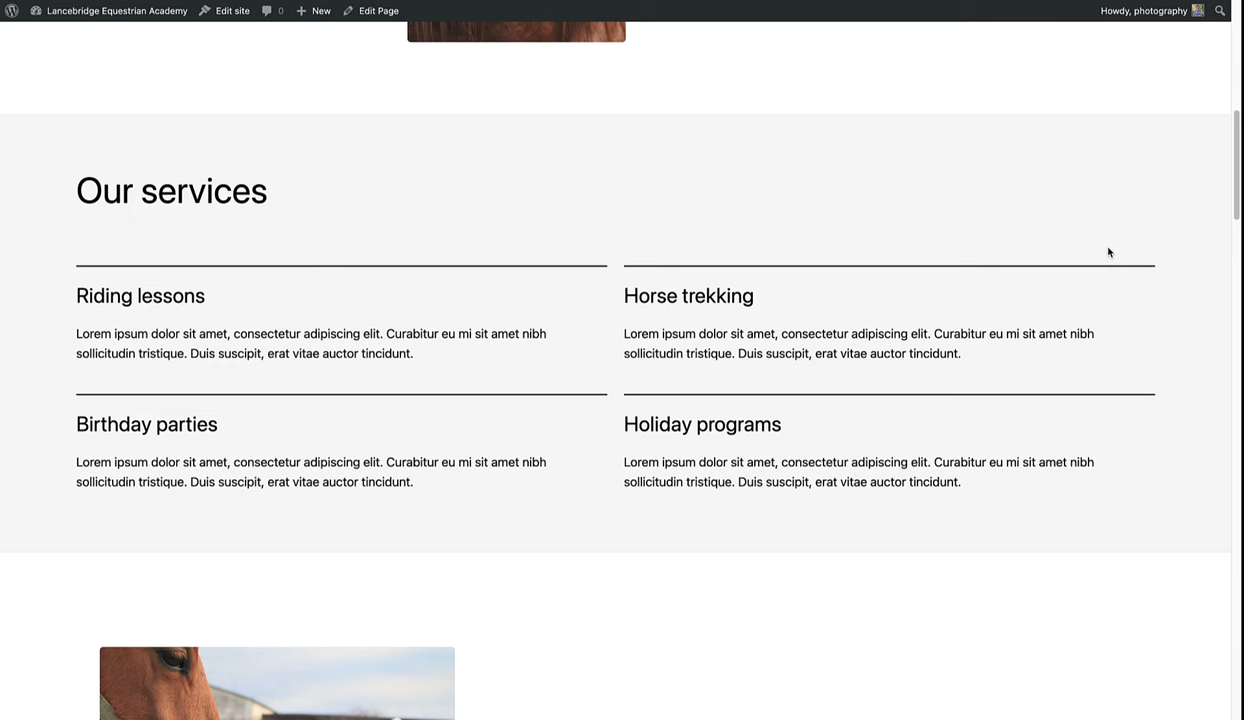 Lancebridge Equestrian Academy Edit site 0 New Edit Page Howdy, photography
Our services
Riding lessons
Lorem ipsum dolor sit amet, consectetur adipiscing elit. Curabitur eu mi sit amet nibh
sollicitudin tristique. Duis suscipit, erat vitae auctor tincidunt.
Horse trekking
Lorem ipsum dolor sit amet, consectetur adipiscing elit. Curabitur eu mi sit amet nibh
sollicitudin tristique. Duis suscipit, erat vitae auctor tincidunt.
Birthday parties
Lorem ipsum dolor sit amet, consectetur adipiscing elit. Curabitur eu mi sit amet nibh
sollicitudin tristique. Duis suscipit, erat vitae auctor tincidunt.
Holiday programs
Lorem ipsum dolor sit amet, consectetur adipiscing elit. Curabitur eu mi sit amet nibh
sollicitudin tristique. Duis suscipit, erat vitae auctor tincidunt.